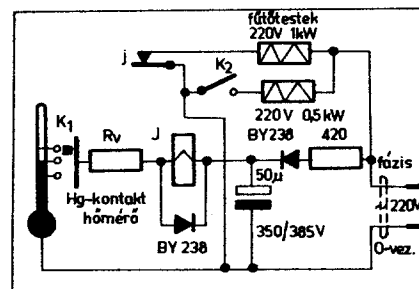 fűtőtestek
220V 1kW
j
K2
K1
220V 0,5kW
Rv
J
BY238
420
fázis
50μ
~220V
Hg-kontakt
hőmérő
BY 238
350/385V
0-vez.